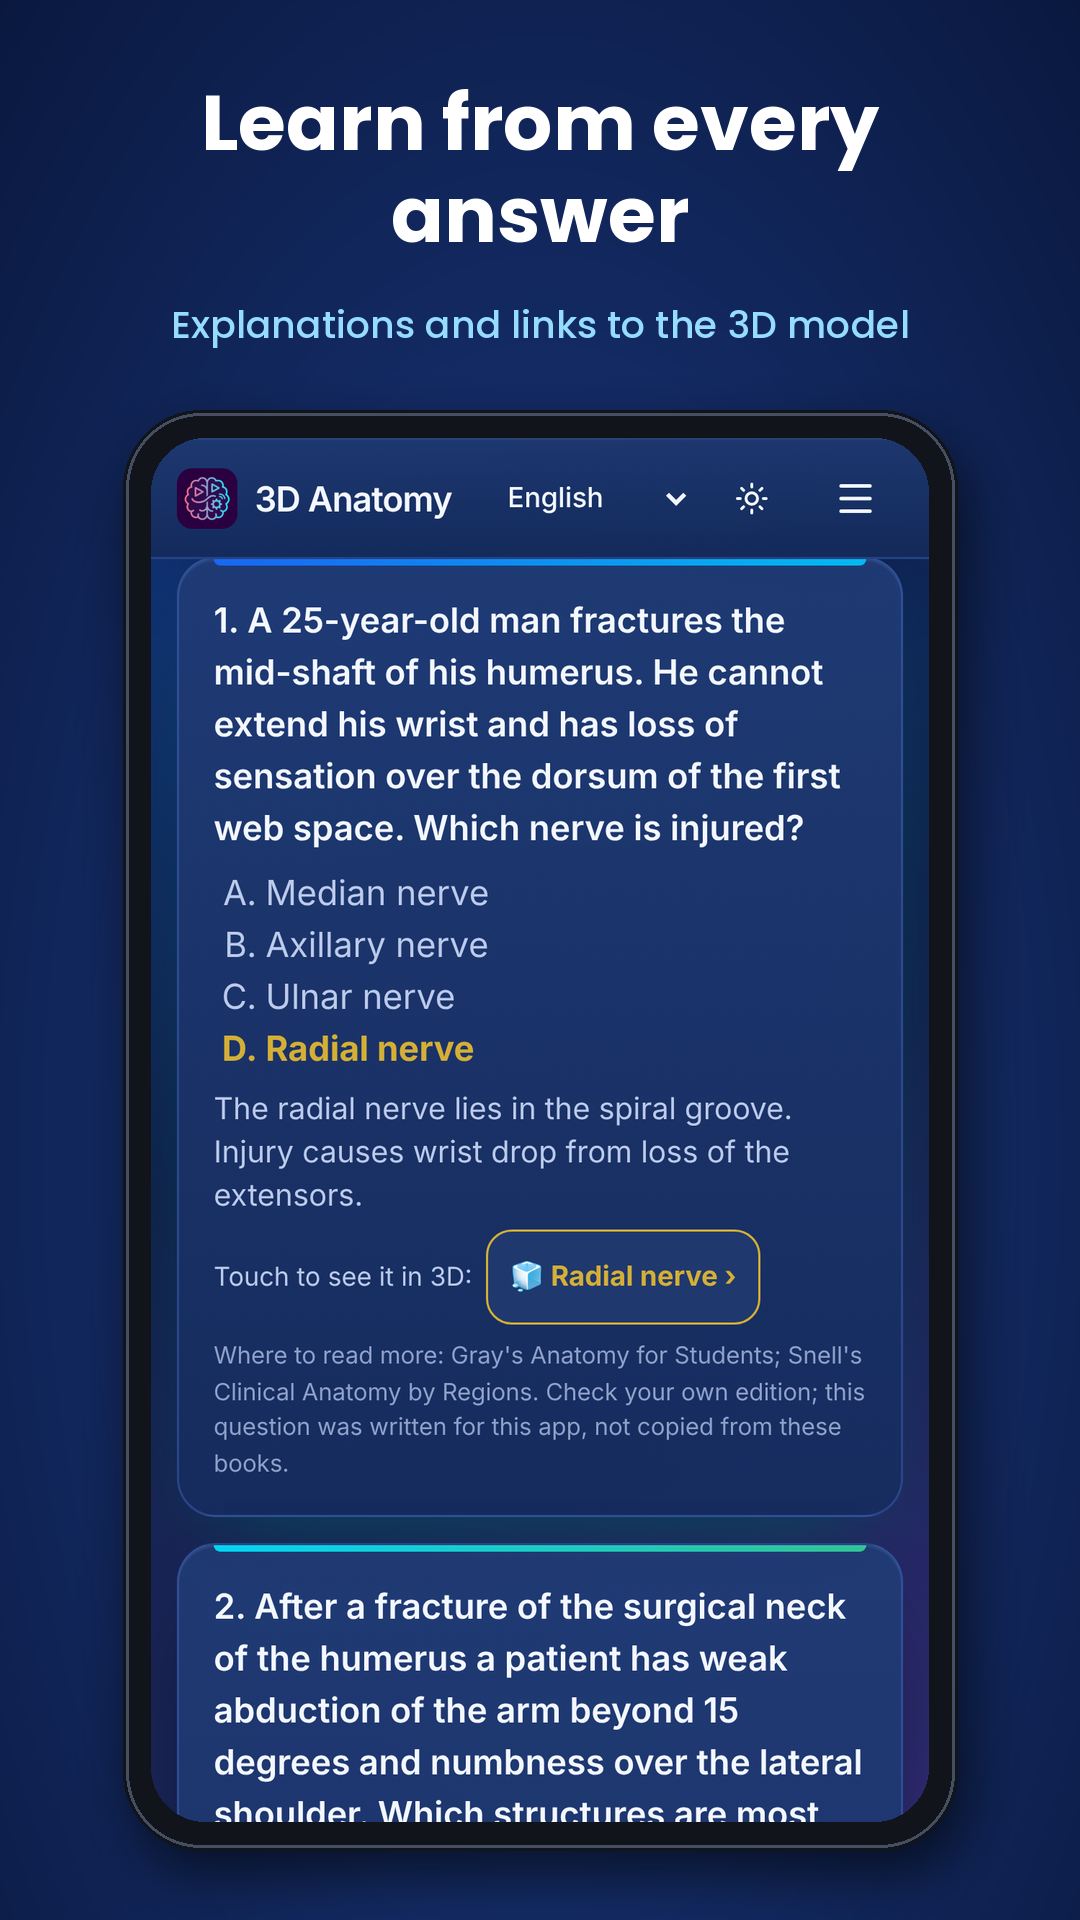 Learn from every
answer
Explanations and links to the 3D model
3D Anatomy English
1. A 25-year-old man fractures the
mid-shaft of his humerus. He cannot
extend his wrist and has loss of
sensation over the dorsum of the first
web space. Which nerve is injured?
A. Median nerve
B. Axillary nerve
C. Ulnar nerve
D. Radial nerve
The radial nerve lies in the spiral groove.
Injury causes wrist drop from loss of the
extensors.
Touch to see it in 3D: Radial nerve ›
Where to read more: Gray's Anatomy for Students; Snell's
Clinical Anatomy by Regions. Check your own edition; this
question was written for this app, not copied from these
books.
2. After a fracture of the surgical neck
of the humerus a patient has weak
abduction of the arm beyond 15
degrees and numbness over the lateral
shoulder. Which structures are most